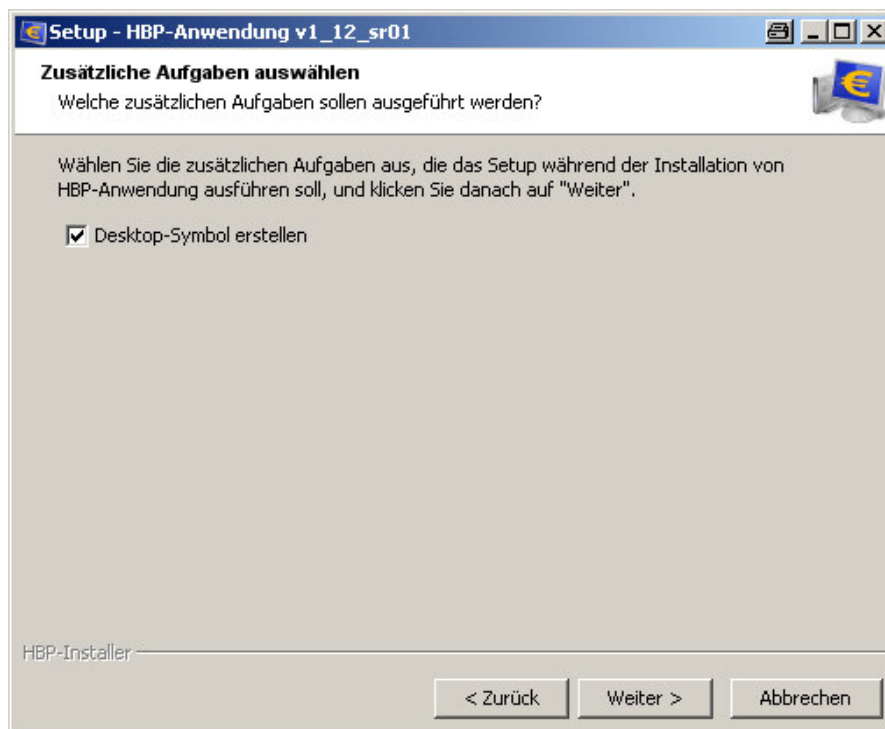 Setup - HBP-Anwendung v1_12_sr01
Zusätzliche Aufgaben auswählen
Welche zusätzlichen Aufgaben sollen ausgeführt werden?
Wählen Sie die zusätzlichen Aufgaben aus, die das Setup während der Installation von
HBP-Anwendung ausführen soll, und klicken Sie danach auf "Weiter".
Desktop-Symbol erstellen
HBP-Installer
< Zurück
Weiter >
Abbrechen